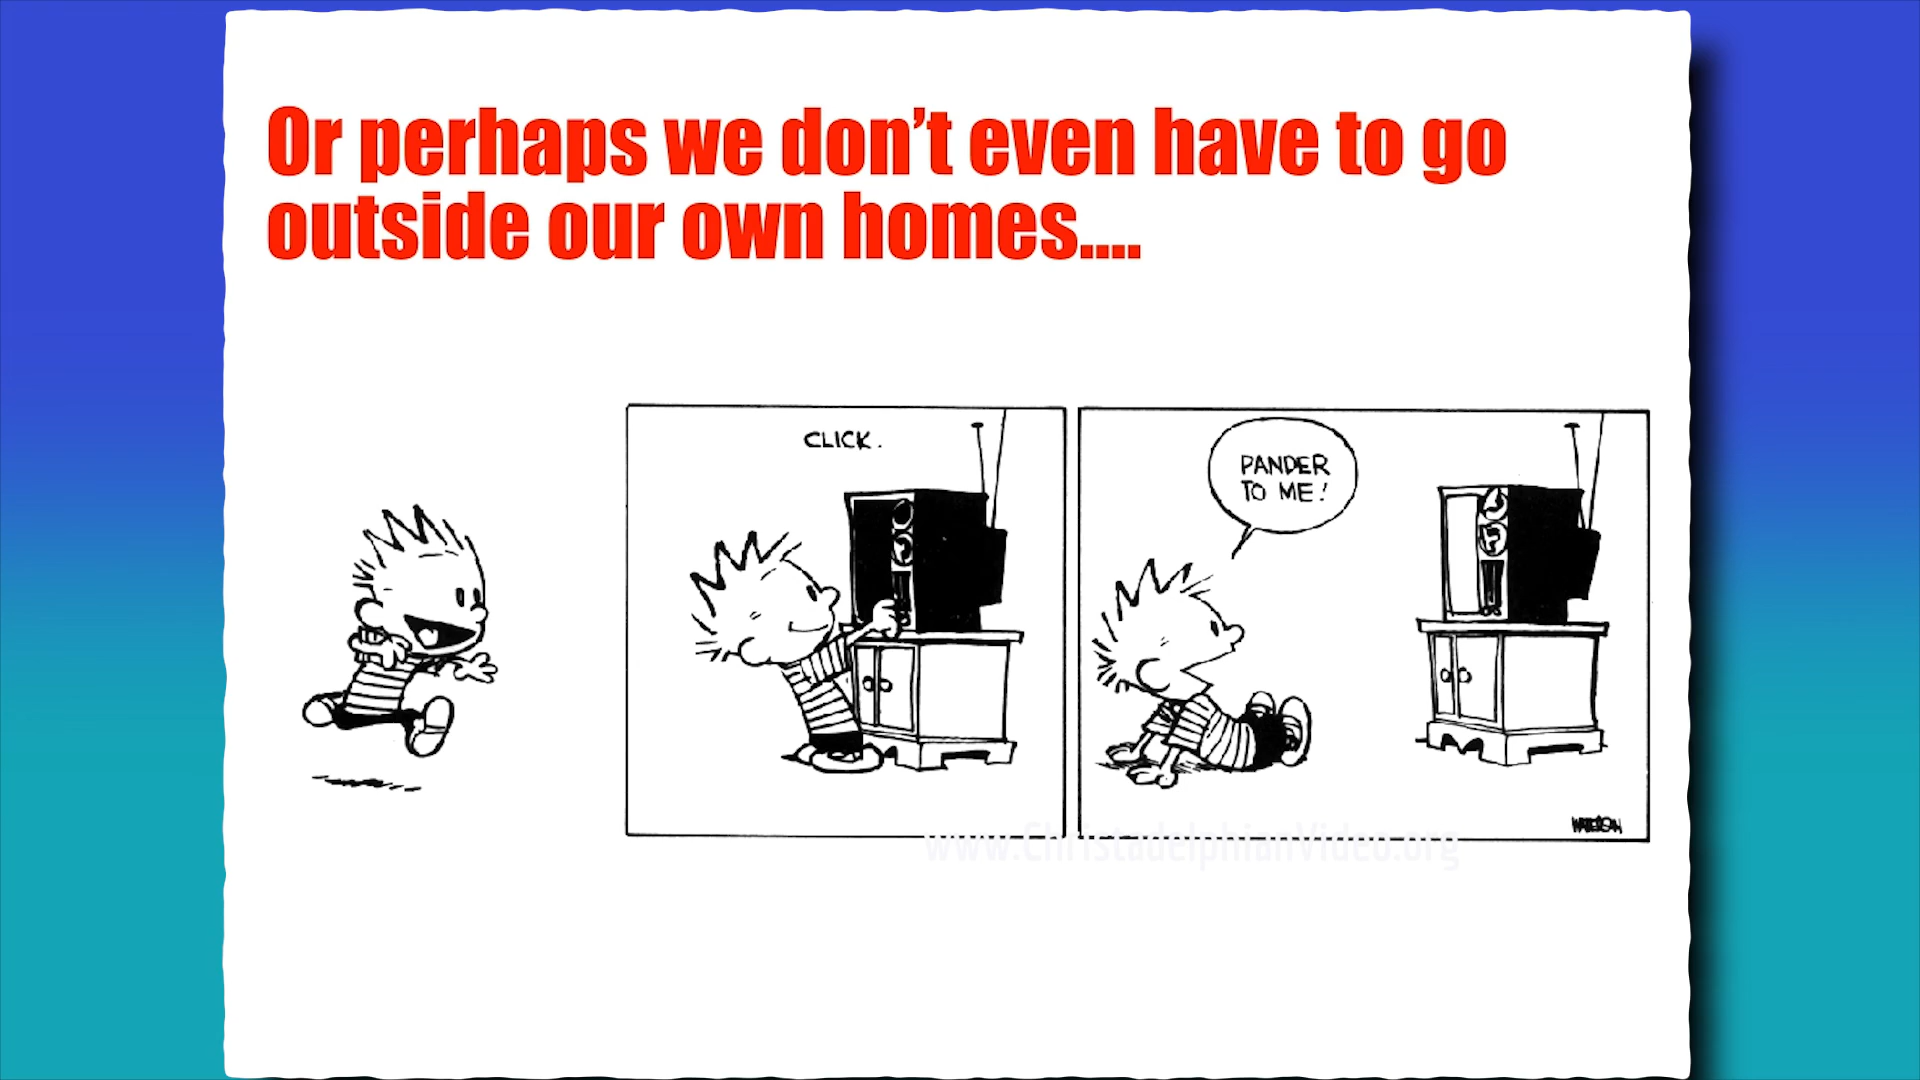 Or perhaps we don’t even have to go
outside our own homes....
CLICK.
PANDER
TO ME!
WATTERSON
www.ChristadelphianVideo.org